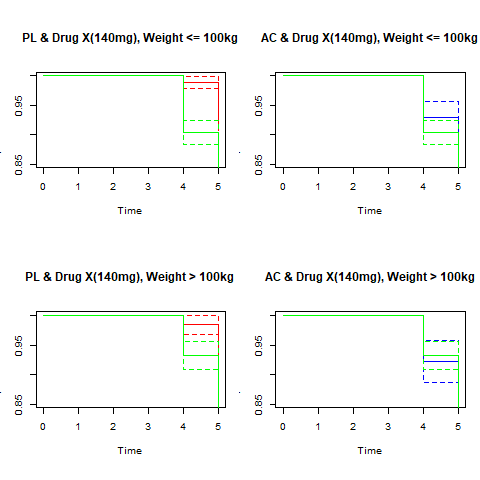 PL & Drug X(140mg), Weight <= 100kg
0.95
0.85
0 1 2 3 4 5
Time
AC & Drug X(140mg), Weight <= 100kg
0.95
0.85
0 1 2 3 4 5
Time
PL & Drug X(140mg), Weight > 100kg
0.95
0.85
0 1 2 3 4 5
Time
AC & Drug X(140mg), Weight > 100kg
0.95
0.85
0 1 2 3 4 5
Time